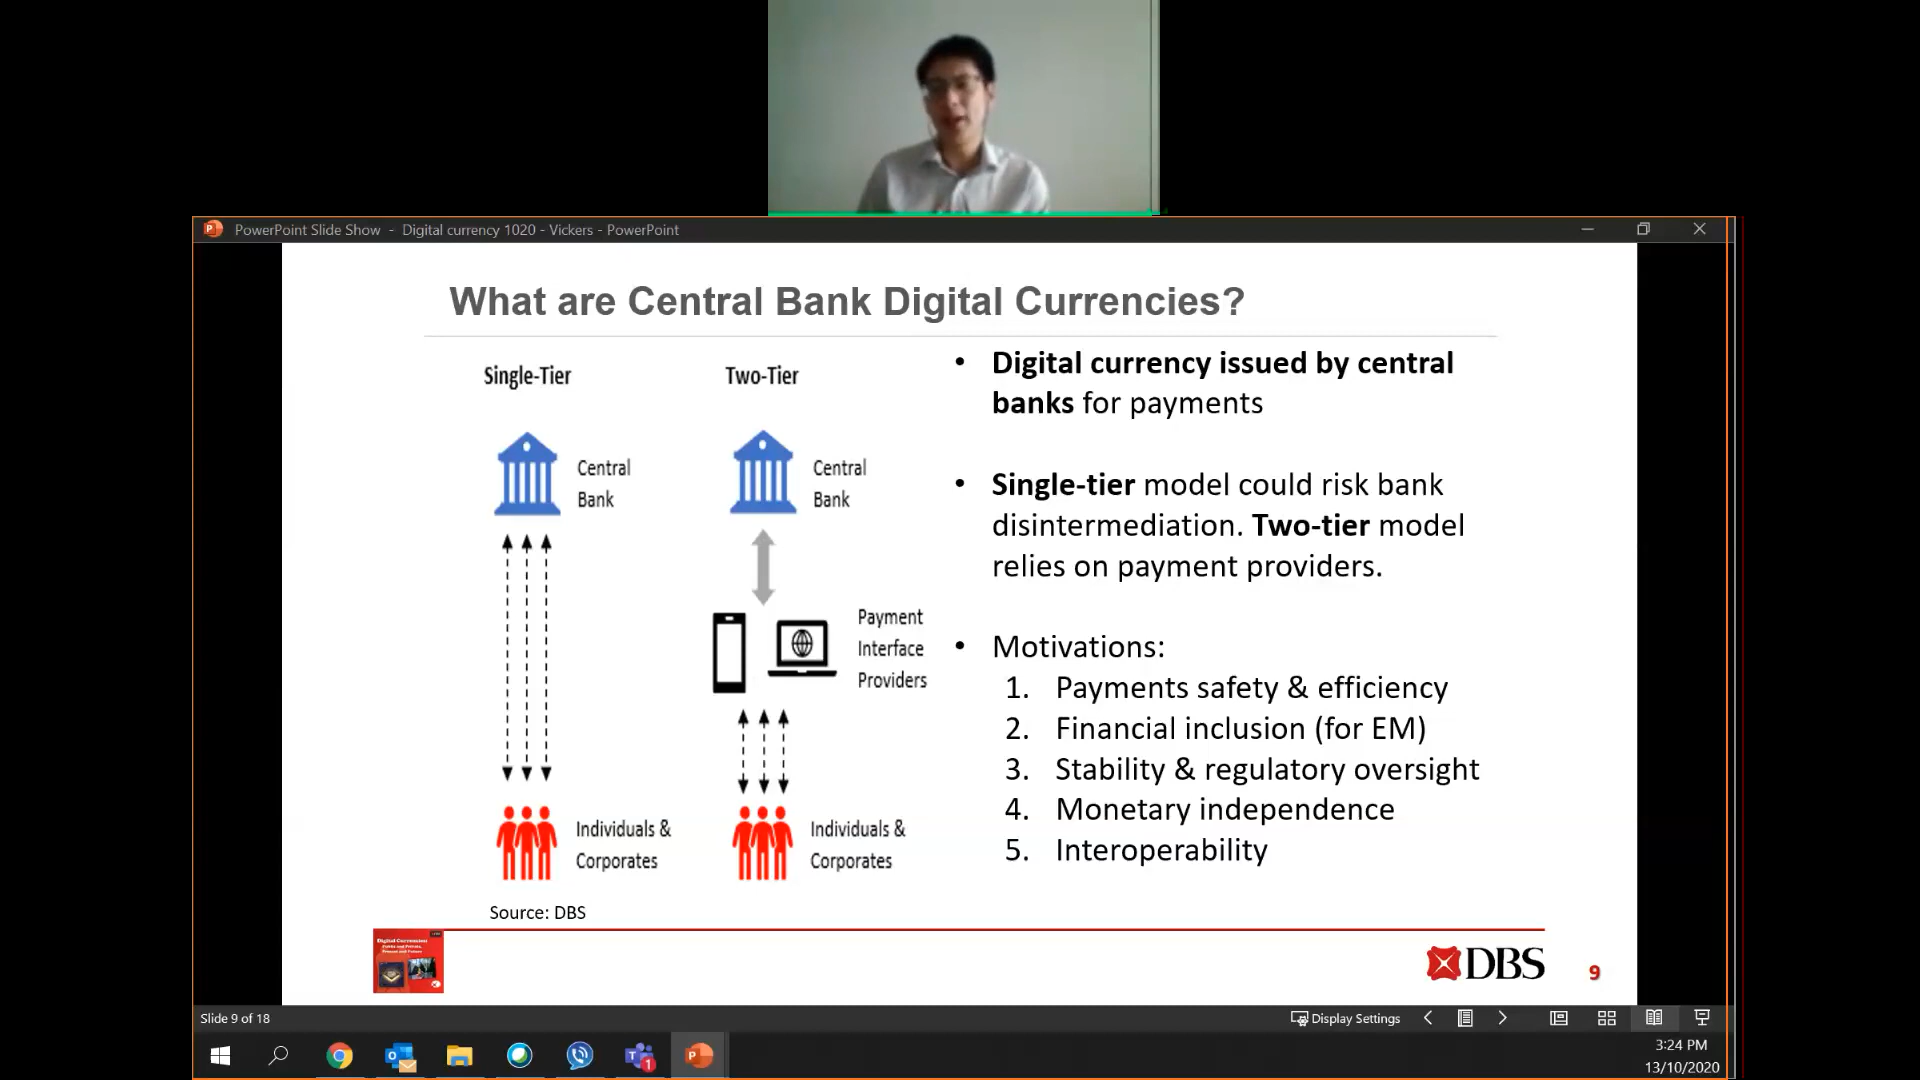 PowerPoint Slide Show - Digital currency 1020 - Vickers - PowerPoint
What are Central Bank Digital Currencies?
Single-Tier
Two-Tier
Central
Bank
Central
Bank
Payment
Interface
Providers
Individuals &
Corporates
Individuals &
Corporates
Source: DBS
• Digital currency issued by central
banks for payments
• Single-tier model could risk bank
disintermediation. Two-tier model
relies on payment providers.
• Motivations:
1. Payments safety & efficiency
2. Financial inclusion (for EM)
3. Stability & regulatory oversight
4. Monetary independence
5. Interoperability
Digital Currencies:
DBS
9
Slide 9 of 18
Display Settings
1
3:24 PM
13/10/2020